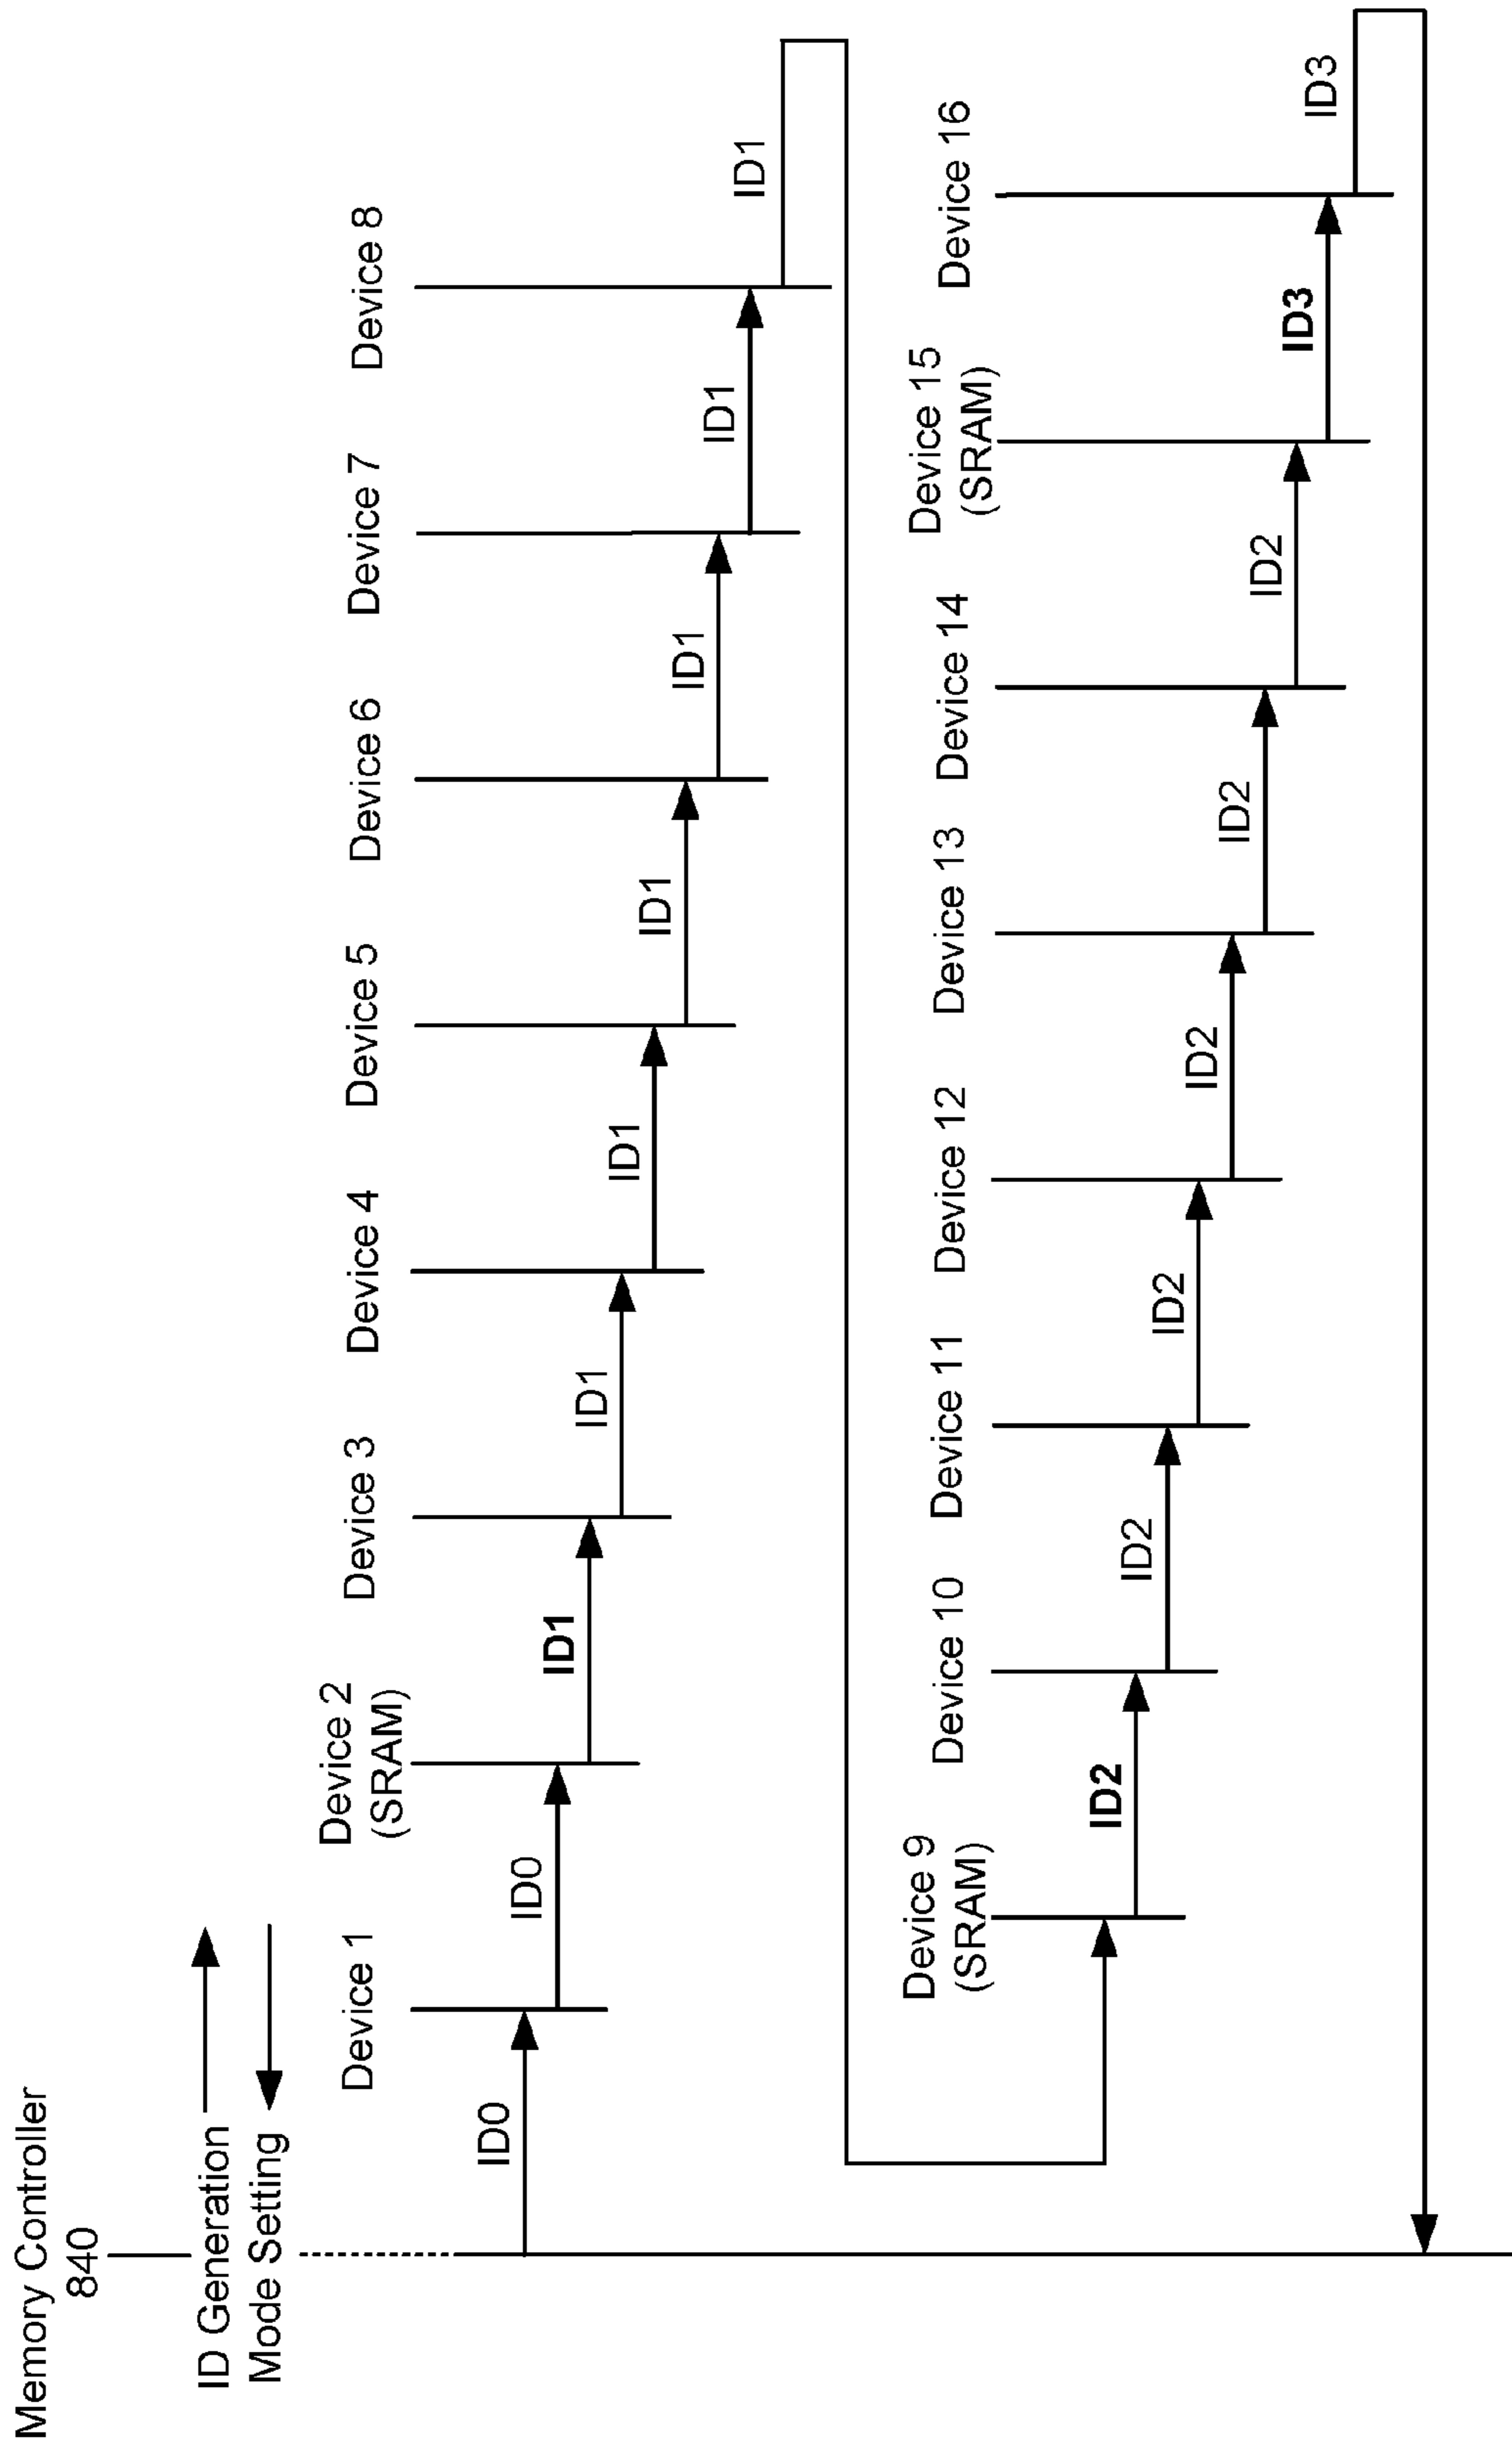 Memory Controller
840
ID Generation
Mode Setting
Device 1
Device 2
(SRAM)
Device 3
Device 4
Device 5
Device 6
Device 7
Device 8
ID0
ID0
ID1
ID1
ID1
ID1
ID1
ID1
ID1
Device 9
(SRAM)
Device 10
Device 11
Device 12
Device 13
Device 14
Device 15
(SRAM)
Device 16
ID2
ID2
ID2
ID2
ID2
ID2
ID3
ID3